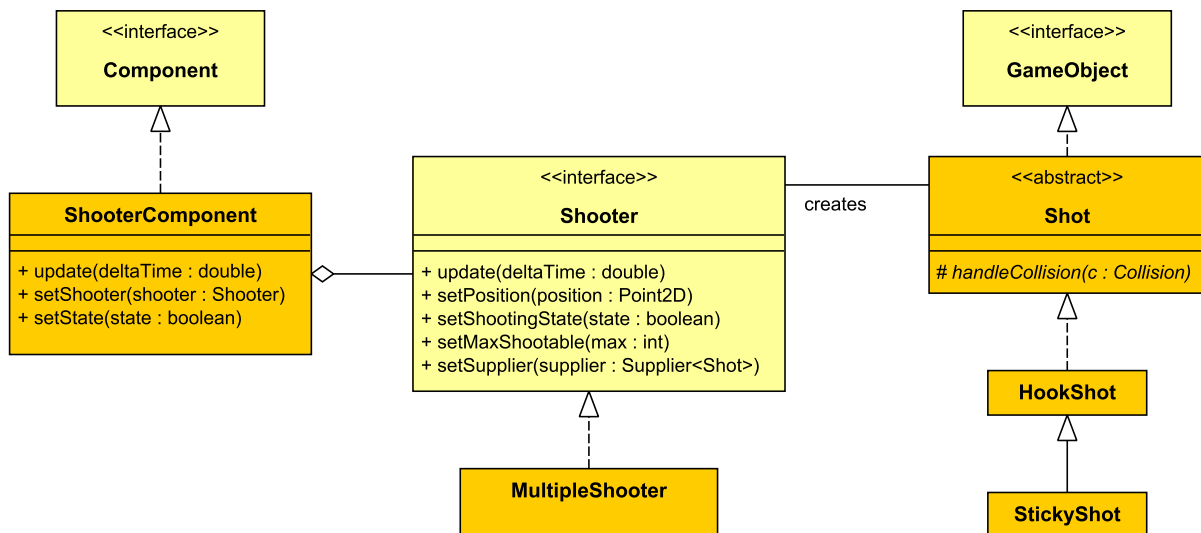 <<interface>>
Component
<<interface>>
GameObject
ShooterComponent
+ update(deltaTime : double)
+ setShooter(shooter : Shooter)
+ setState(state : boolean)
<<interface>>
Shooter
+ update(deltaTime : double)
+ setPosition(position : Point2D)
+ setShootingState(state : boolean)
+ setMaxShootable(max : int)
+ setSupplier(supplier : Supplier<Shot>)
creates
<<abstract>>
Shot
# handleCollision(c : Collision)
HookShot
MultipleShooter
StickyShot